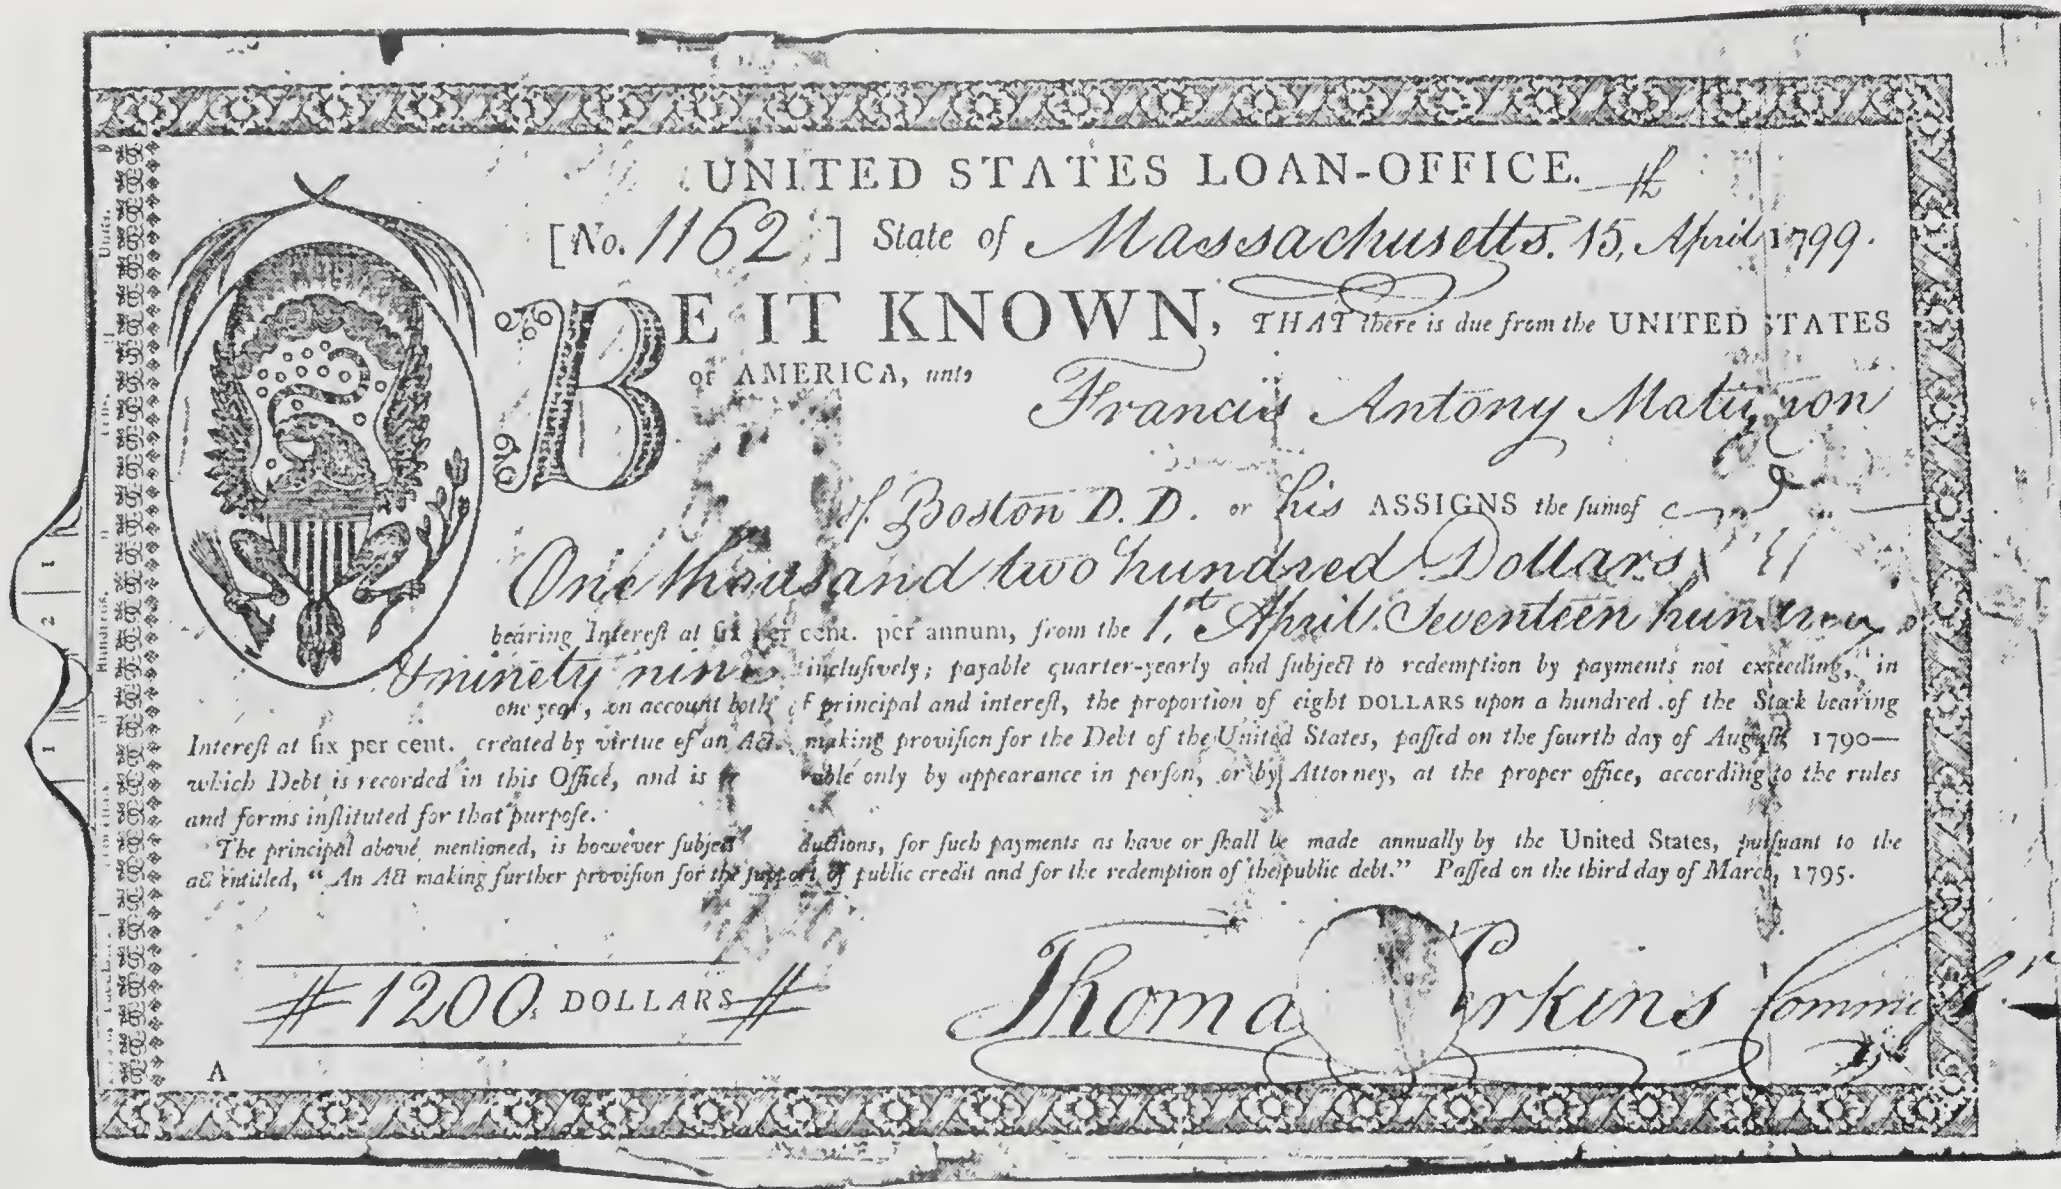 UNITED STATES LOAN-OFFICE.
[No. 1162 ] State of Massachusetts. 15th, April 1799.
BE IT KNOWN, THAT there is due from the UNITED STATES
of AMERICA, unto Francis Antony Matignon
of Boston D. D. or his ASSIGNS the sum of
One thousand two hundred Dollars,
bearing Interest at six per cent. per annum, from the 1st April Seventeen hundred
& ninety nine inclusively; payable quarter-yearly and subject to redemption by payments not exceeding, in
one year, on account both of principal and interest, the proportion of eight DOLLARS upon a hundred of the Stock bearing
Interest at six per cent. created by virtue of an Act making provision for the Debt of the United States, passed on the fourth day of August, 1790—
which Debt is recorded in this Office, and is only by appearance in person, or by Attorney, at the proper office, according to the rules
and forms instituted for that purpose.
The principal above mentioned, is however subject ductions, for such payments as have or shall be made annually by the United States, pursuant to the
act entitled, "An Act making further provision for the support of public credit and for the redemption of the public debt." Passed on the third day of March, 1795.
# 1200 DOLLARS #
Thoma erkins
A